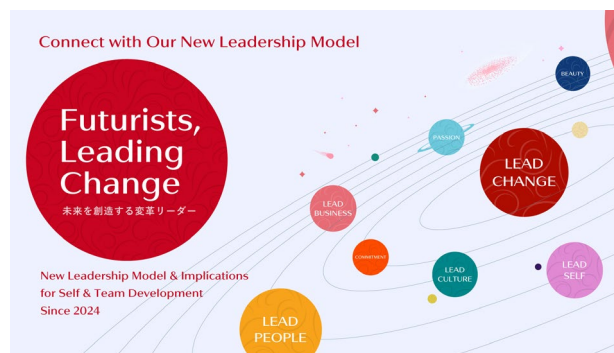 Connect with Our New Leadership Model
Futurists,
Leading
Change
未来を創造する変革リーダー
New Leadership Model & Implications
for Self & Team Development
Since 2024
BEAUTY
PASSION
LEAD
CHANGE
LEAD
BUSINESS
COMMITMENT
LEAD
CULTURE
LEAD
SELF
LEAD
PEOPLE